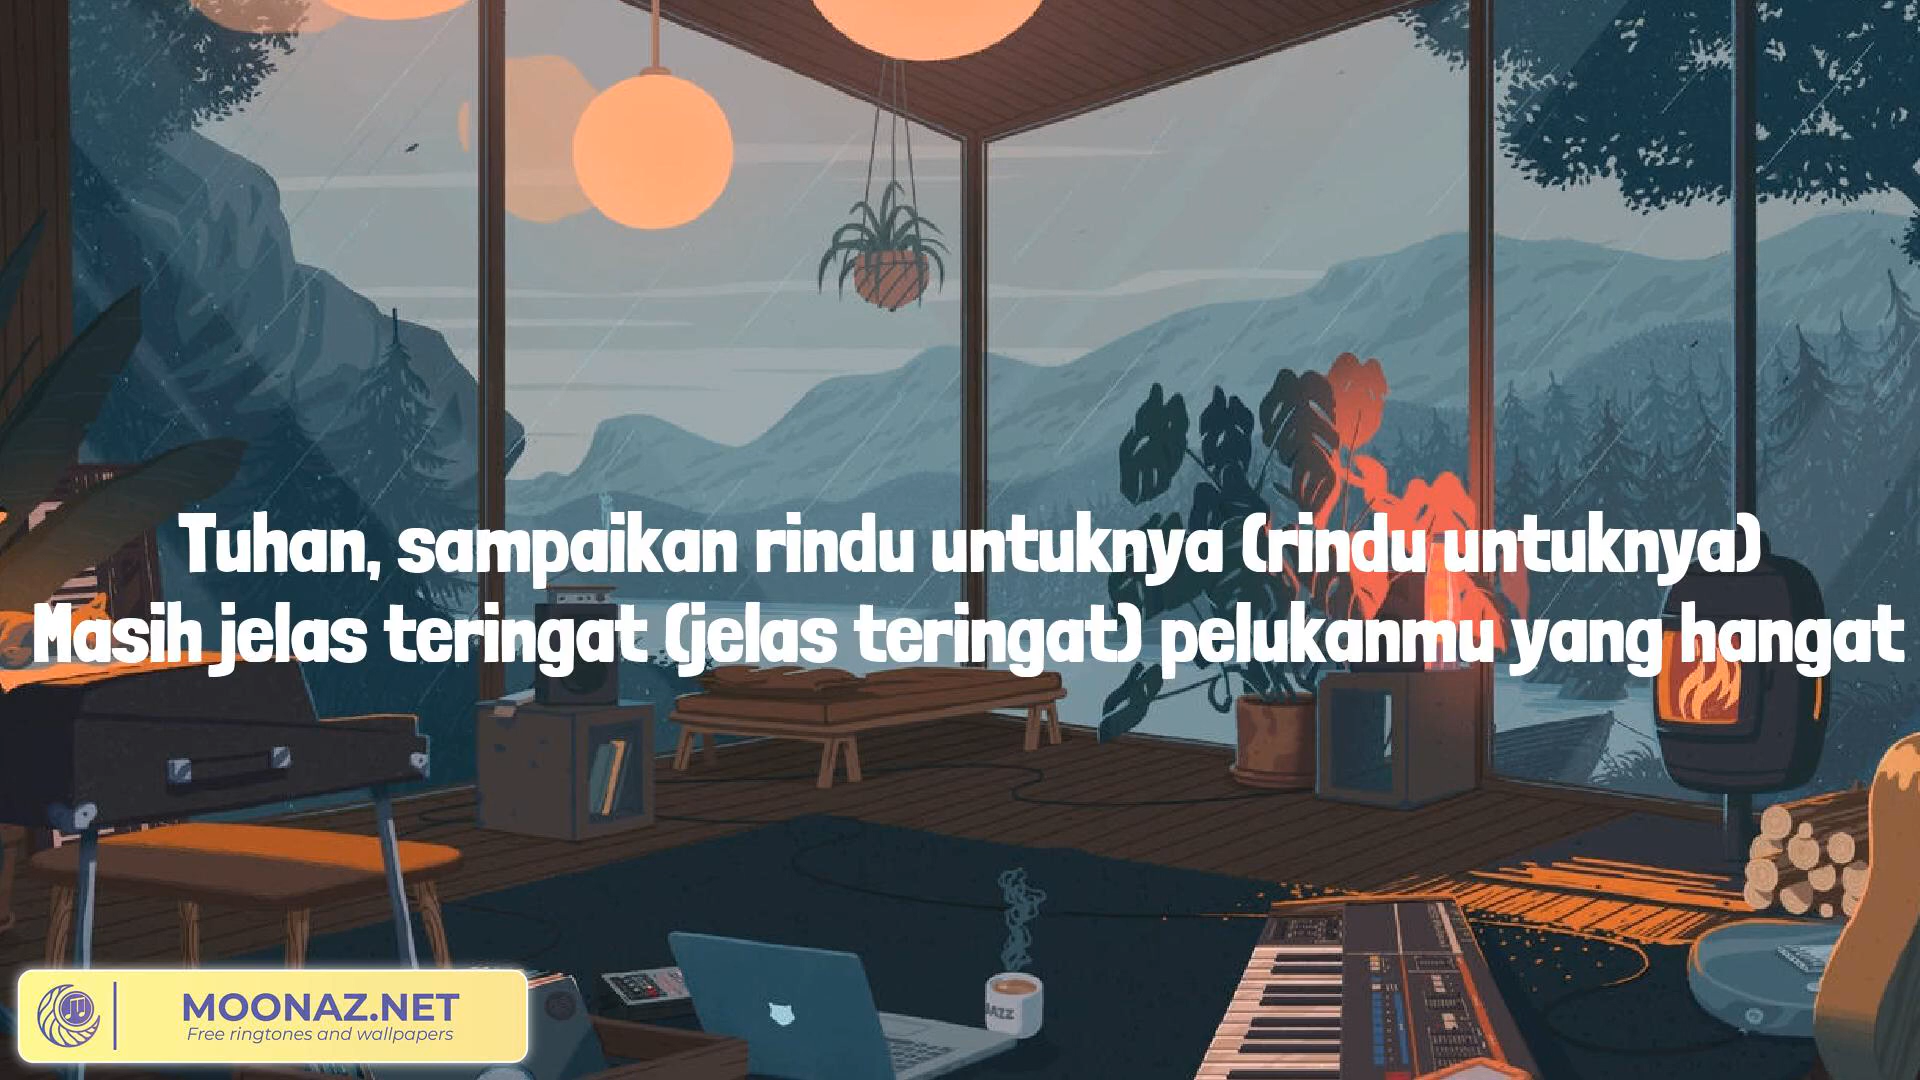 Tuhan, sampaikan rindu untuknya (rindu untuknya)
Masih jelas teringat (jelas teringat) pelukanmu yang hangat
MOONAZ.NET
Free ringtones and wallpapers
JAZZ